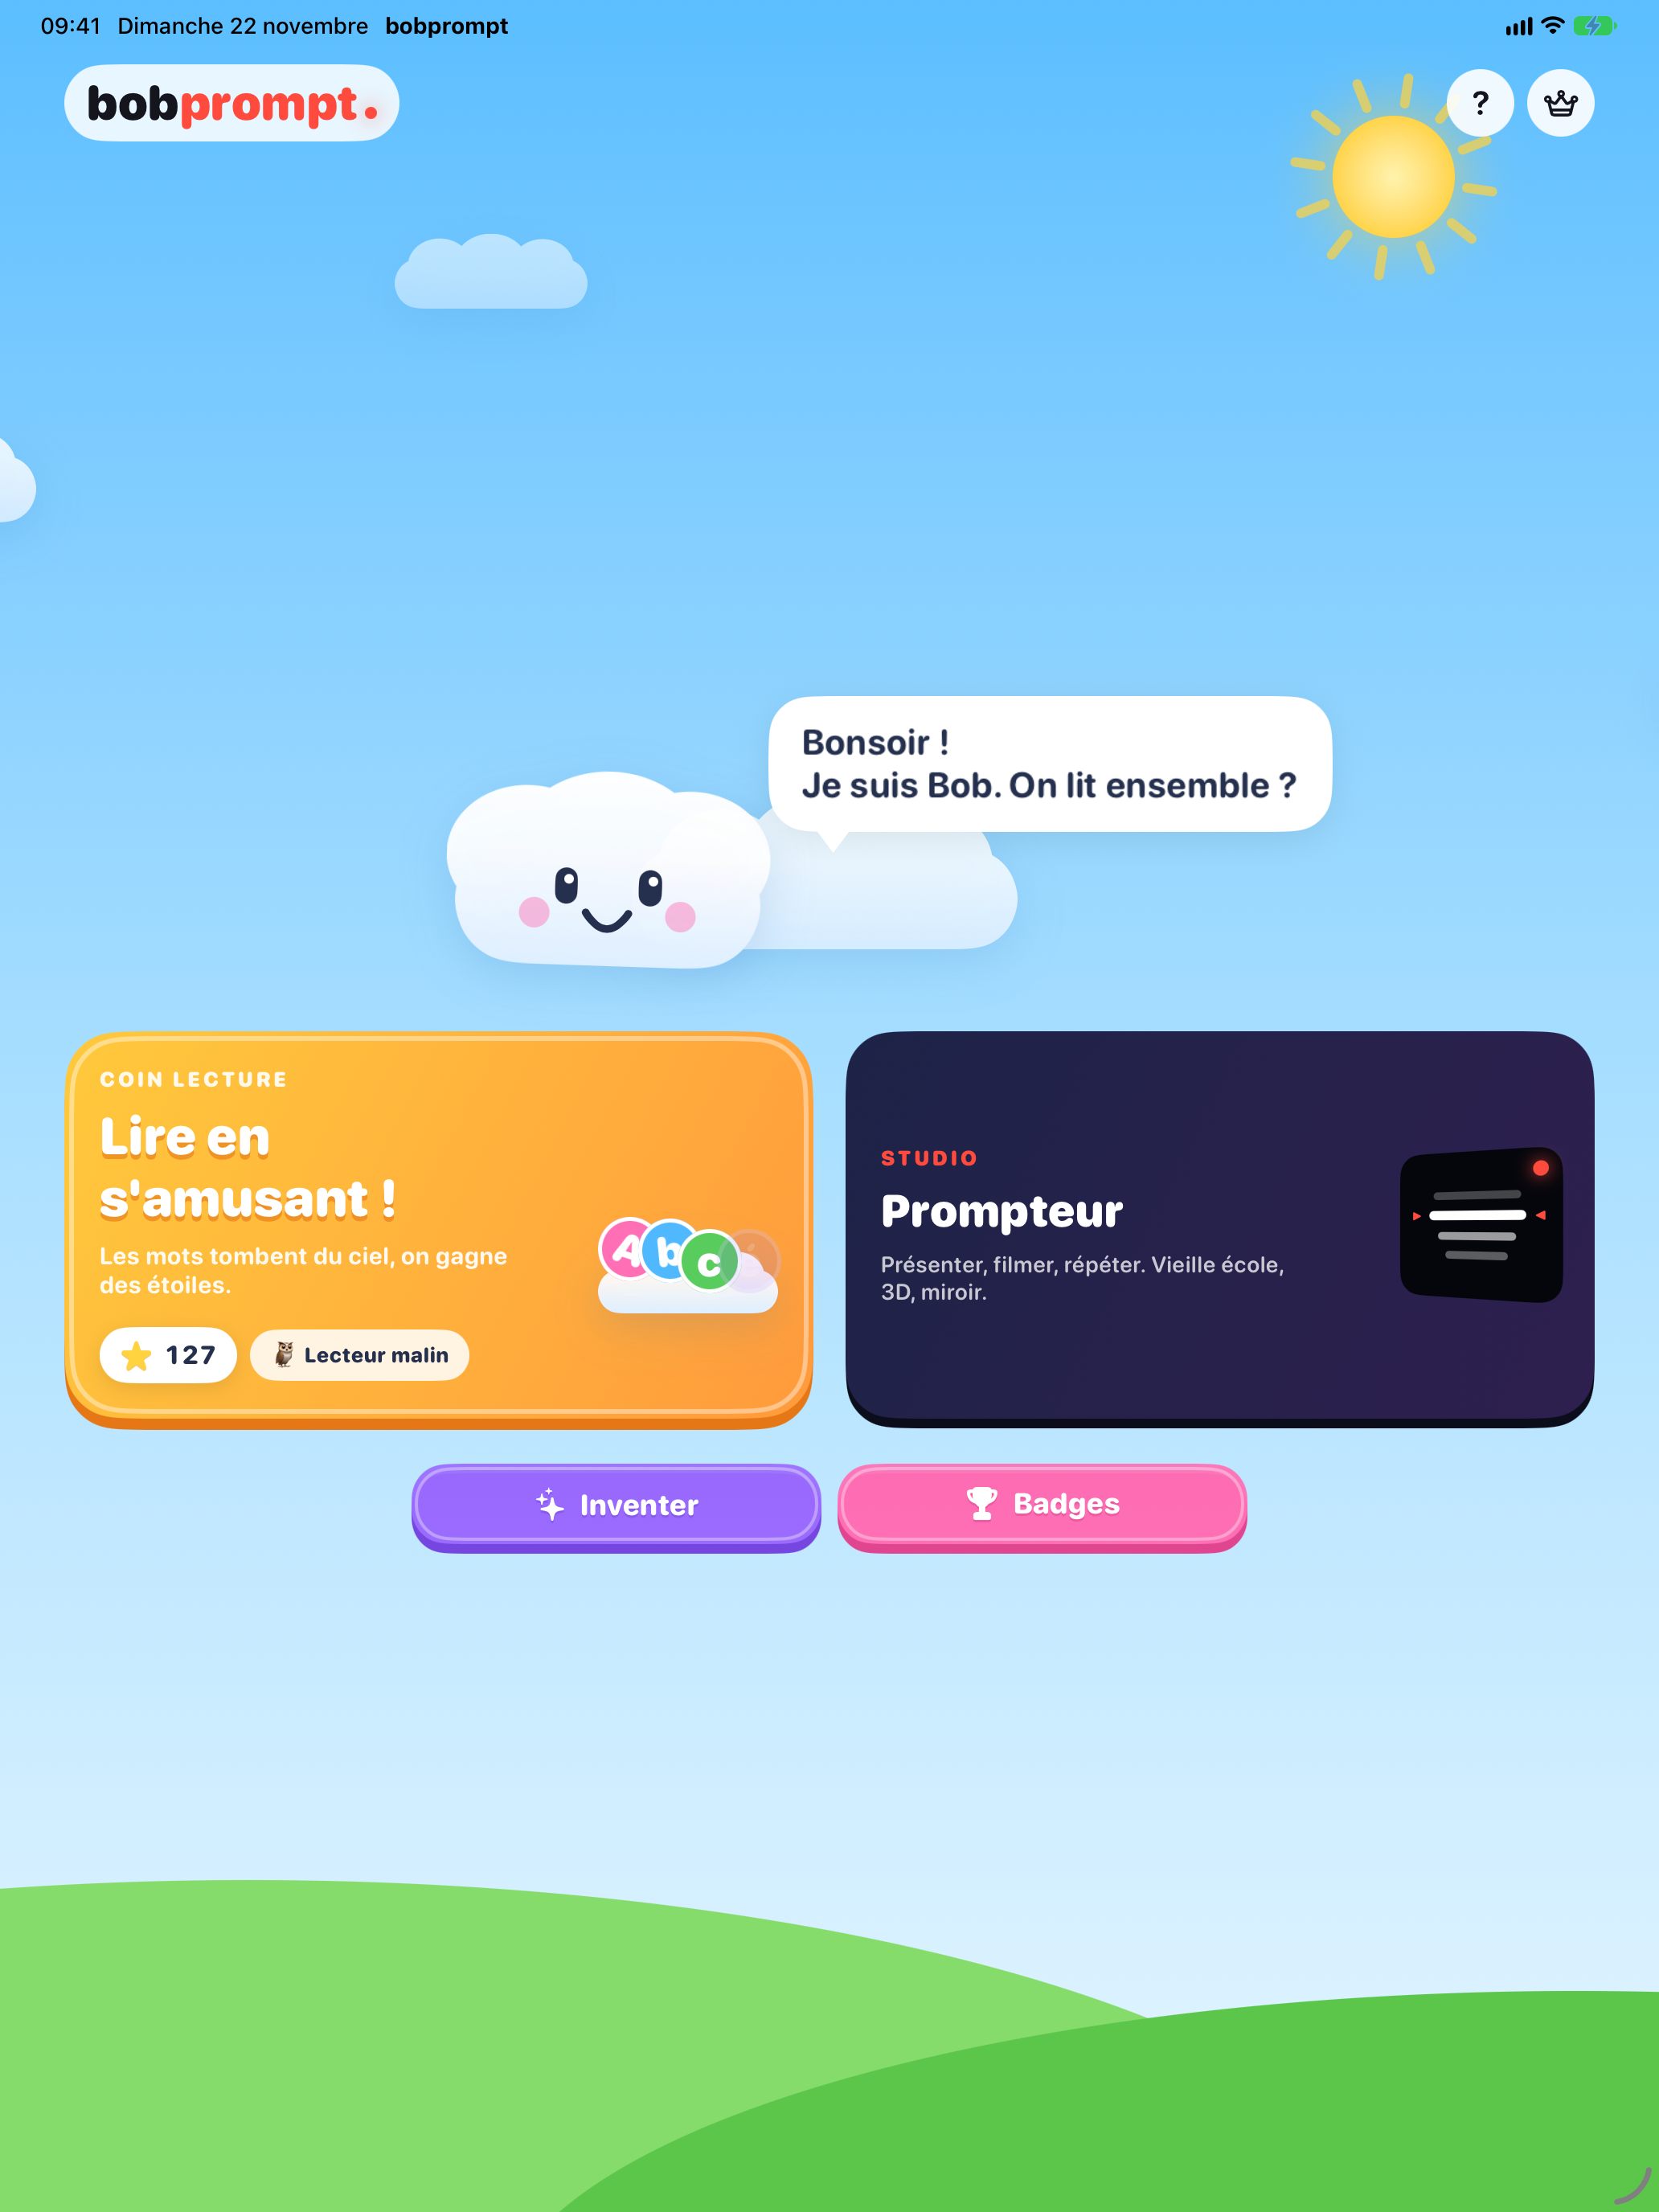 09:41 Dimanche 22 novembre bobprompt
bobprompt.
?
Bonsoir !
Je suis Bob. On lit ensemble ?
COIN LECTURE
Lire en
s'amusant !
Les mots tombent du ciel, on gagne
des étoiles.
A b c
127
Lecteur malin
STUDIO
Prompteur
Présenter, filmer, répéter. Vieille école,
3D, miroir.
Inventer
Badges